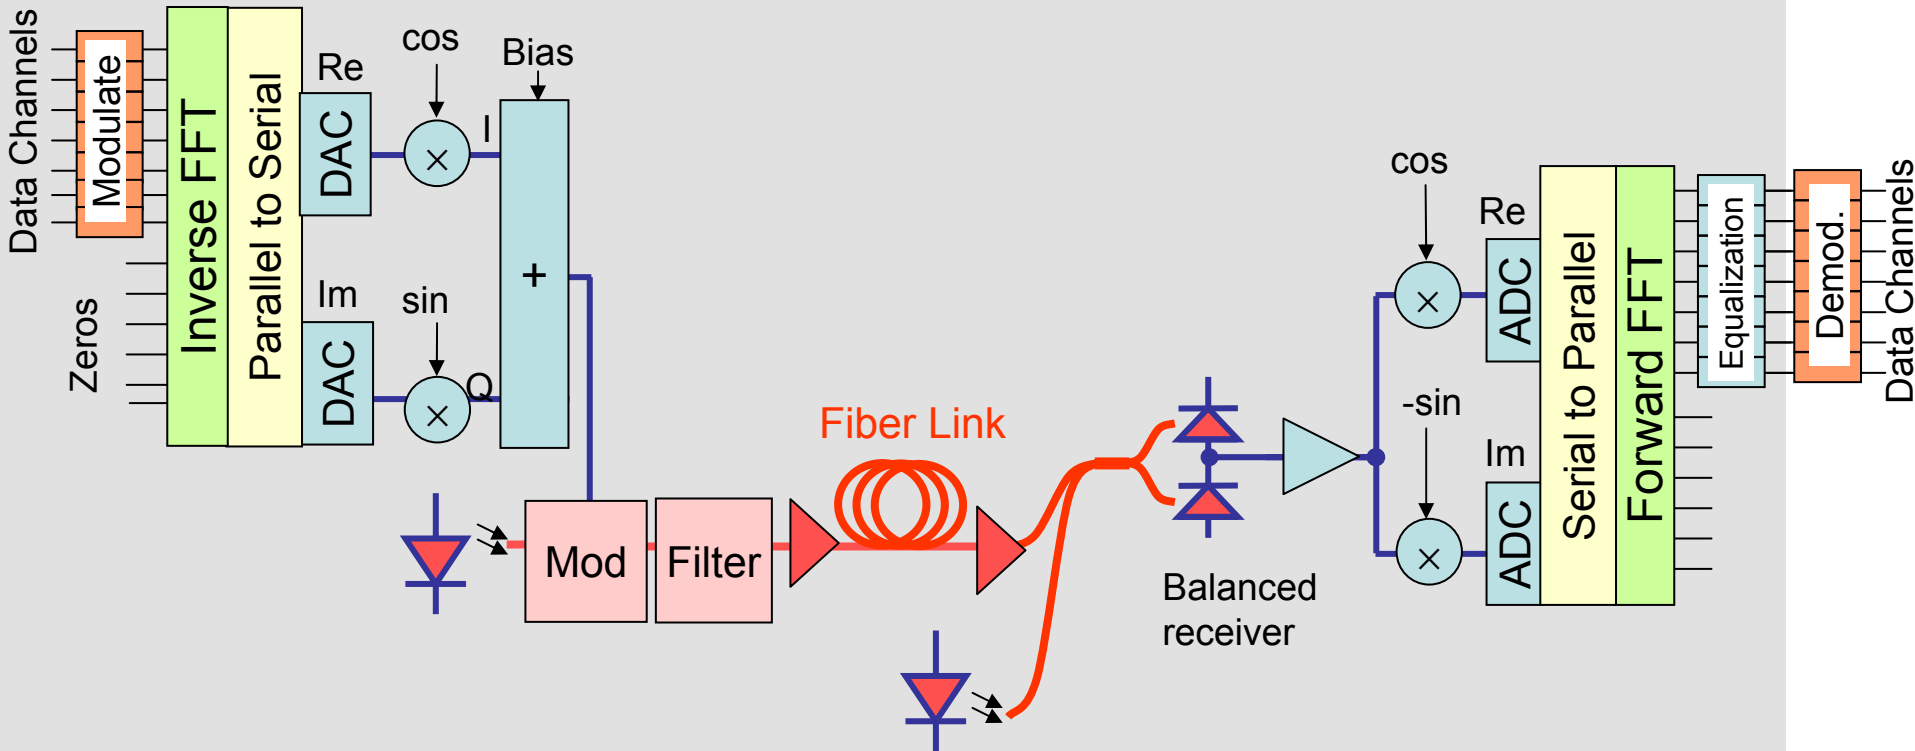 Data Channels
Modulate
Zeros
Inverse FFT
Parallel to Serial
Re
DAC
Im
DAC
cos
×
I
sin
×
Q
Bias
+
Mod
Filter
Fiber Link
Balanced
receiver
cos
×
-sin
×
Re
ADC
Im
ADC
Serial to Parallel
Forward FFT
Equalization
Demod.
Data Channels